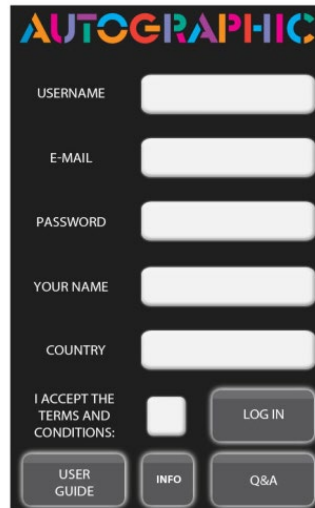 AUTOGRAPHIC
USERNAME
E-MAIL
PASSWORD
YOUR NAME
COUNTRY
I ACCEPT THE
TERMS AND
CONDITIONS:
LOG IN
USER
GUIDE
INFO
Q&A